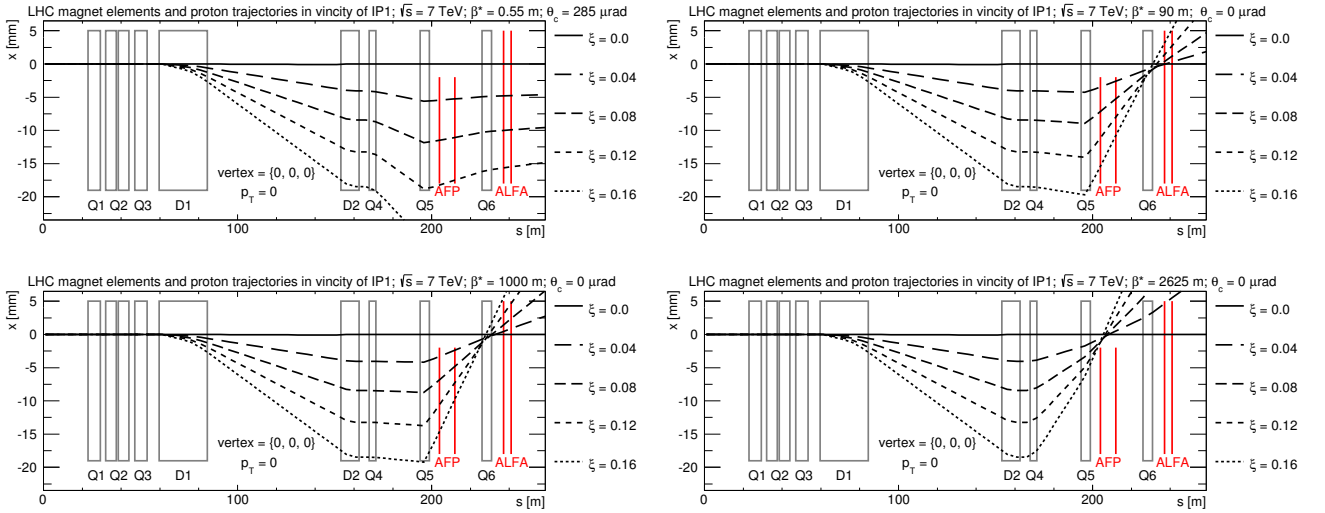 LHC magnet elements and proton trajectories in vincity of IP1; √s = 7 TeV; β* = 0.55 m; θc = 285 μrad
x [mm]
5
0
-5
-10
-15
-20
vertex = {0, 0, 0}
pT = 0
AFP
ALFA
Q1 Q2 Q3 D1 D2 Q4 Q5 Q6
0 100 200
s [m]
ξ = 0.0
ξ = 0.04
ξ = 0.08
ξ = 0.12
ξ = 0.16
LHC magnet elements and proton trajectories in vincity of IP1; √s = 7 TeV; β* = 90 m; θc = 0 μrad
x [mm]
5
0
-5
-10
-15
-20
vertex = {0, 0, 0}
pT = 0
AFP
ALFA
Q1 Q2 Q3 D1 D2 Q4 Q5 Q6
0 100 200
s [m]
ξ = 0.0
ξ = 0.04
ξ = 0.08
ξ = 0.12
ξ = 0.16
LHC magnet elements and proton trajectories in vincity of IP1; √s = 7 TeV; β* = 1000 m; θc = 0 μrad
x [mm]
5
0
-5
-10
-15
-20
vertex = {0, 0, 0}
pT = 0
AFP
ALFA
Q1 Q2 Q3 D1 D2 Q4 Q5 Q6
0 100 200
s [m]
ξ = 0.0
ξ = 0.04
ξ = 0.08
ξ = 0.12
ξ = 0.16
LHC magnet elements and proton trajectories in vincity of IP1; √s = 7 TeV; β* = 2625 m; θc = 0 μrad
x [mm]
5
0
-5
-10
-15
-20
vertex = {0, 0, 0}
pT = 0
AFP
ALFA
Q1 Q2 Q3 D1 D2 Q4 Q5 Q6
0 100 200
s [m]
ξ = 0.0
ξ = 0.04
ξ = 0.08
ξ = 0.12
ξ = 0.16